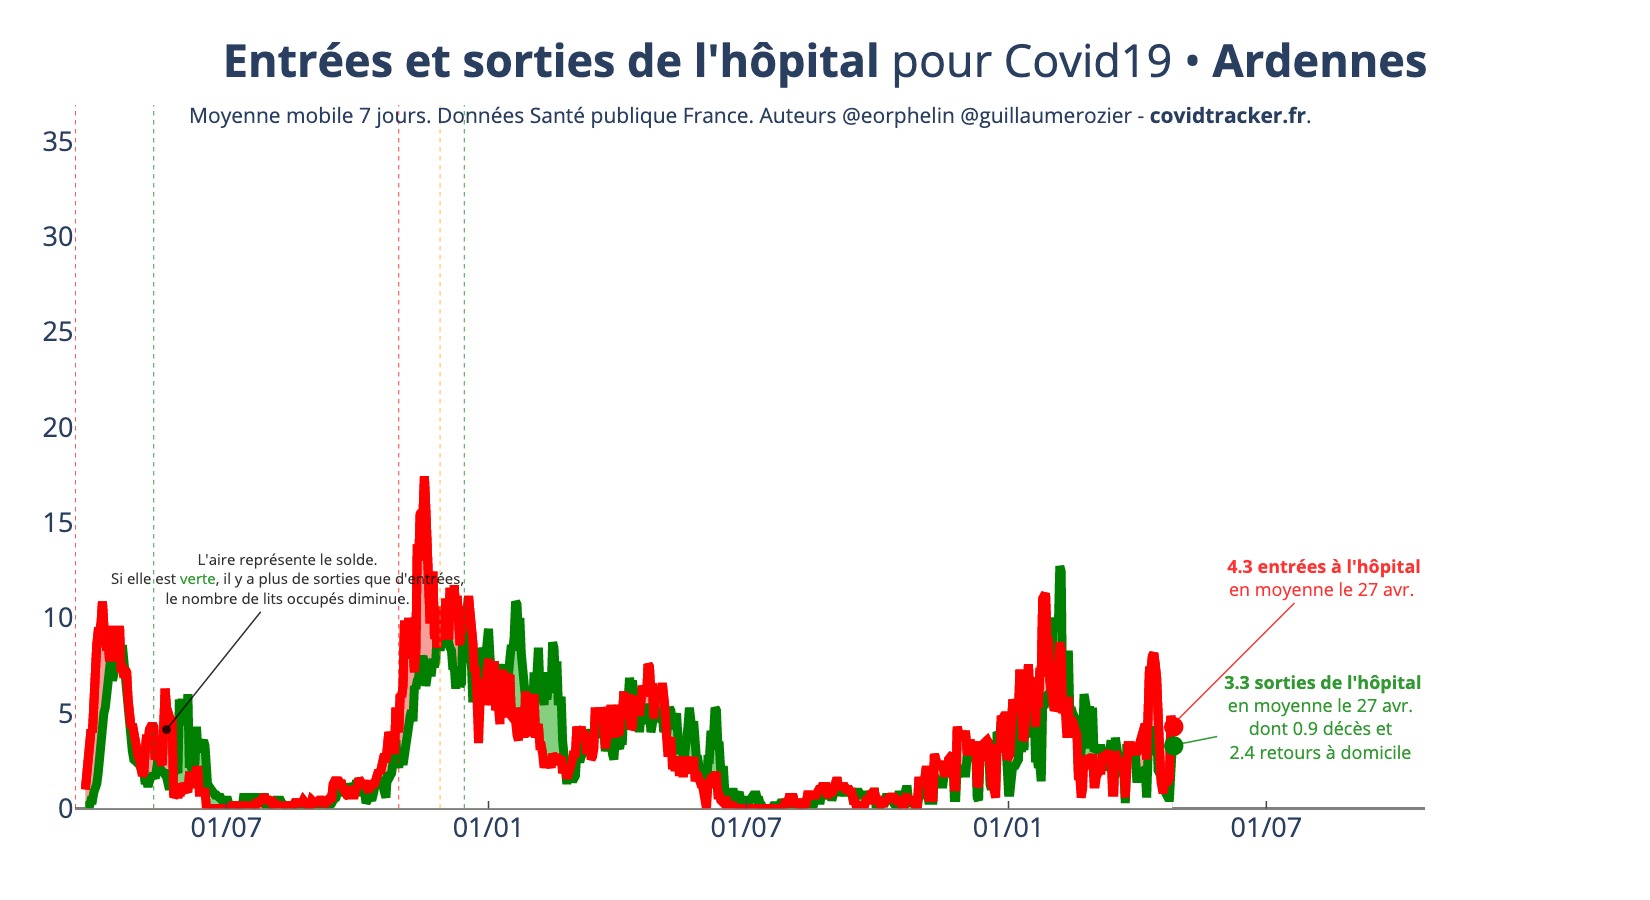 Entrées et sorties de l'hôpital pour Covid19 • Ardennes
Moyenne mobile 7 jours. Données Santé publique France. Auteurs @eorphelin @guillaumerozier - covidtracker.fr.
35
30
25
20
15
10
5
0
L'aire représente le solde.
Si elle est verte, il y a plus de sorties que d'entrées,
le nombre de lits occupés diminue.
4.3 entrées à l'hôpital
en moyenne le 27 avr.
3.3 sorties de l'hôpital
en moyenne le 27 avr.
dont 0.9 décès et
2.4 retours à domicile
01/07
01/01
01/07
01/01
01/07